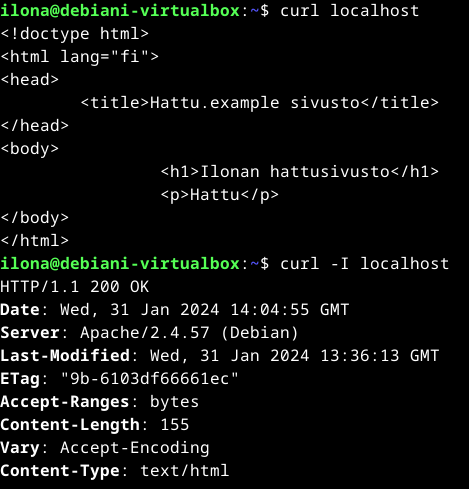 ilona@debiani-virtualbox:~$ curl localhost
<!doctype html>
<html lang="fi">
<head>
        <title>Hattu.example sivusto</title>
</head>
<body>
                <h1>Ilonan hattusivusto</h1>
                <p>Hattu</p>
</body>
</html>
ilona@debiani-virtualbox:~$ curl -I localhost
HTTP/1.1 200 OK
Date: Wed, 31 Jan 2024 14:04:55 GMT
Server: Apache/2.4.57 (Debian)
Last-Modified: Wed, 31 Jan 2024 13:36:13 GMT
ETag: "9b-6103df66661ec"
Accept-Ranges: bytes
Content-Length: 155
Vary: Accept-Encoding
Content-Type: text/html